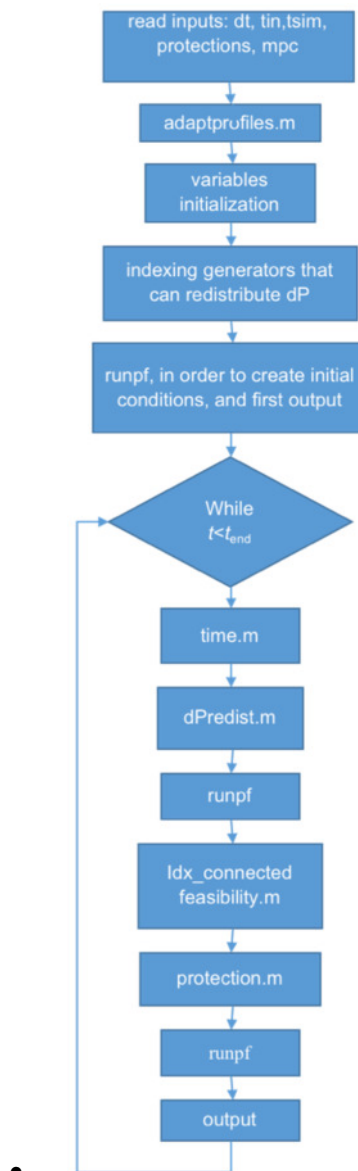 read inputs: dt, tin,tsim,
protections, mpc
adaptprofiles.m
variables
initialization
indexing generators that
can redistribute dP
runpf, in order to create initial
conditions, and first output
While
t<tend
time.m
dPredist.m
runpf
Idx_connected
feasibility.m
protection.m
runpf
output